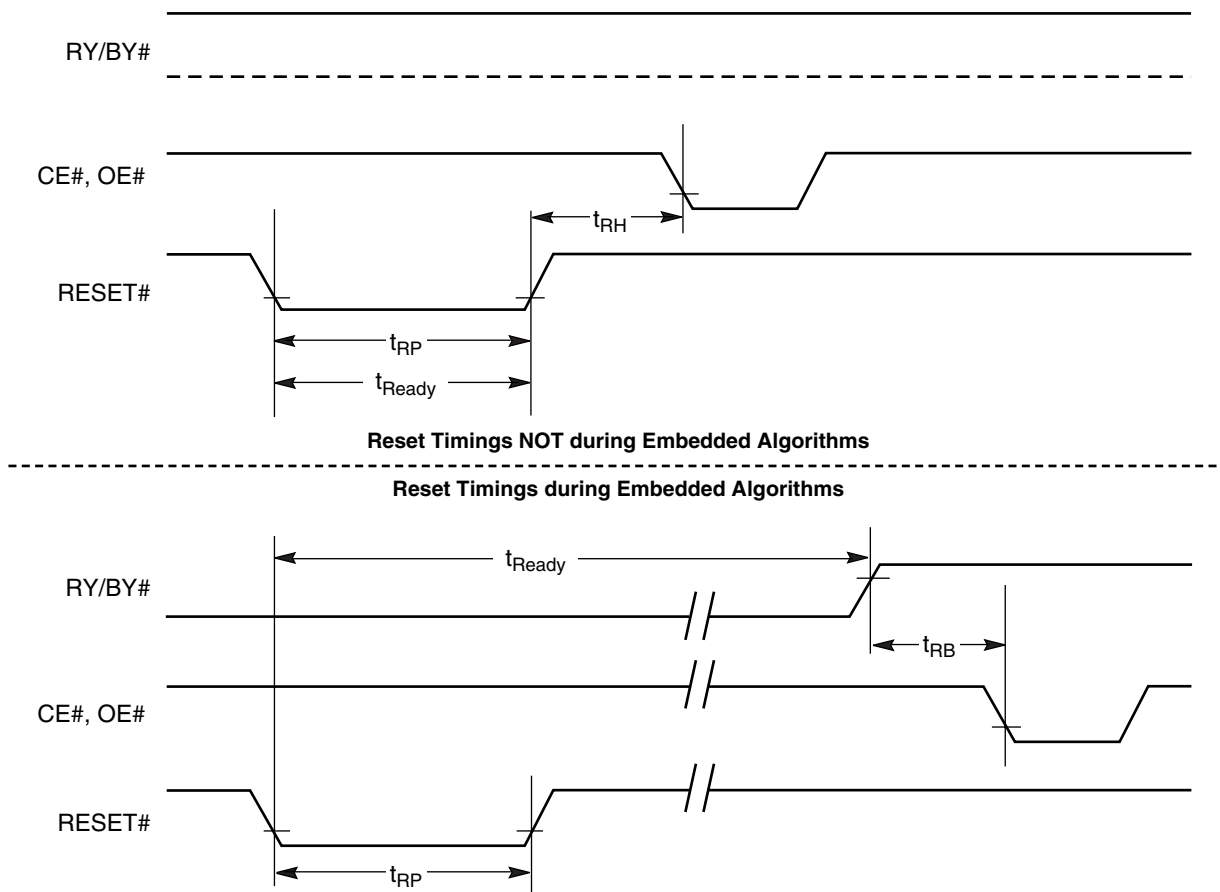 RY/BY#
CE#, OE#
tRH
RESET#
tRP
tReady
Reset Timings NOT during Embedded Algorithms
Reset Timings during Embedded Algorithms
tReady
RY/BY#
tRB
CE#, OE#
RESET#
tRP